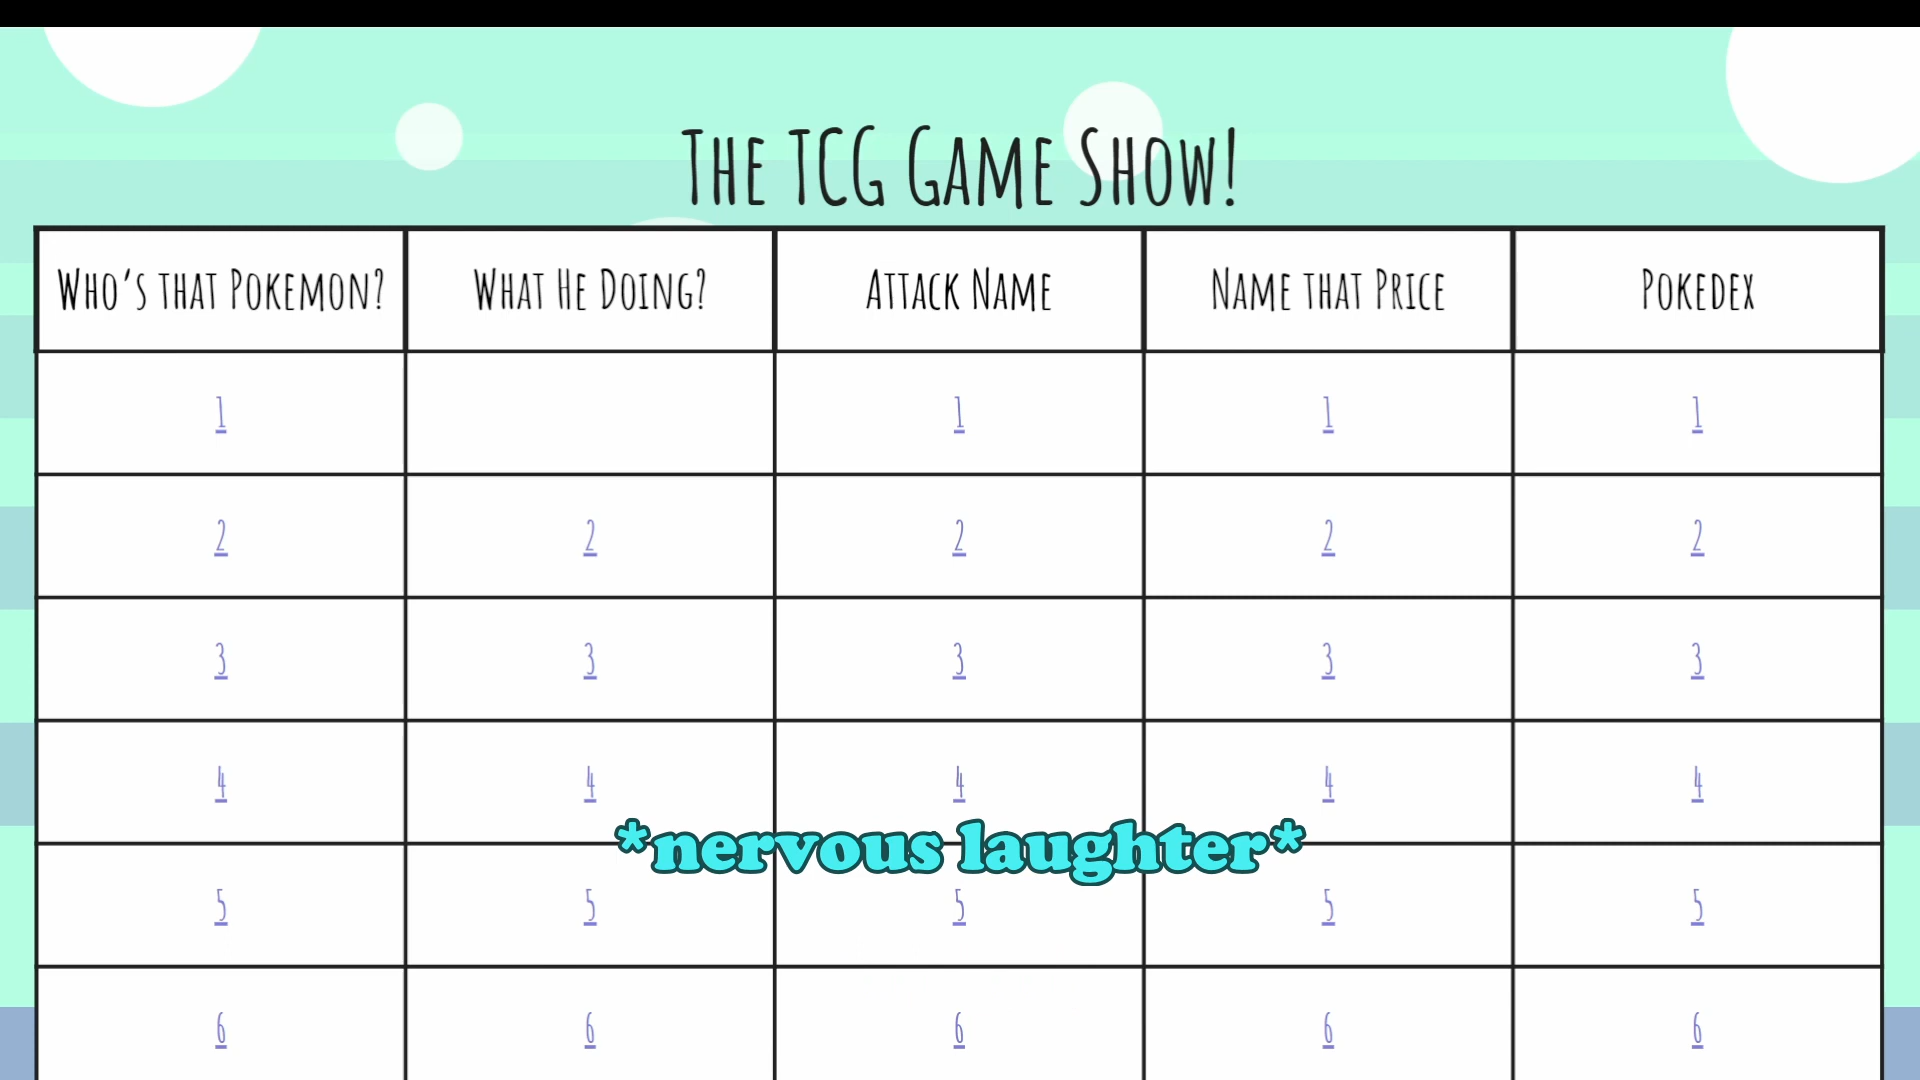 The TCG Game Show!
Who's that Pokemon? What He Doing? Attack Name Name that Price Pokedex
1 1 1 1
2 2 2 2 2
3 3 3 3 3
4 4 4 4 4
*nervous laughter*
5 5 5 5 5
6 6 6 6 6